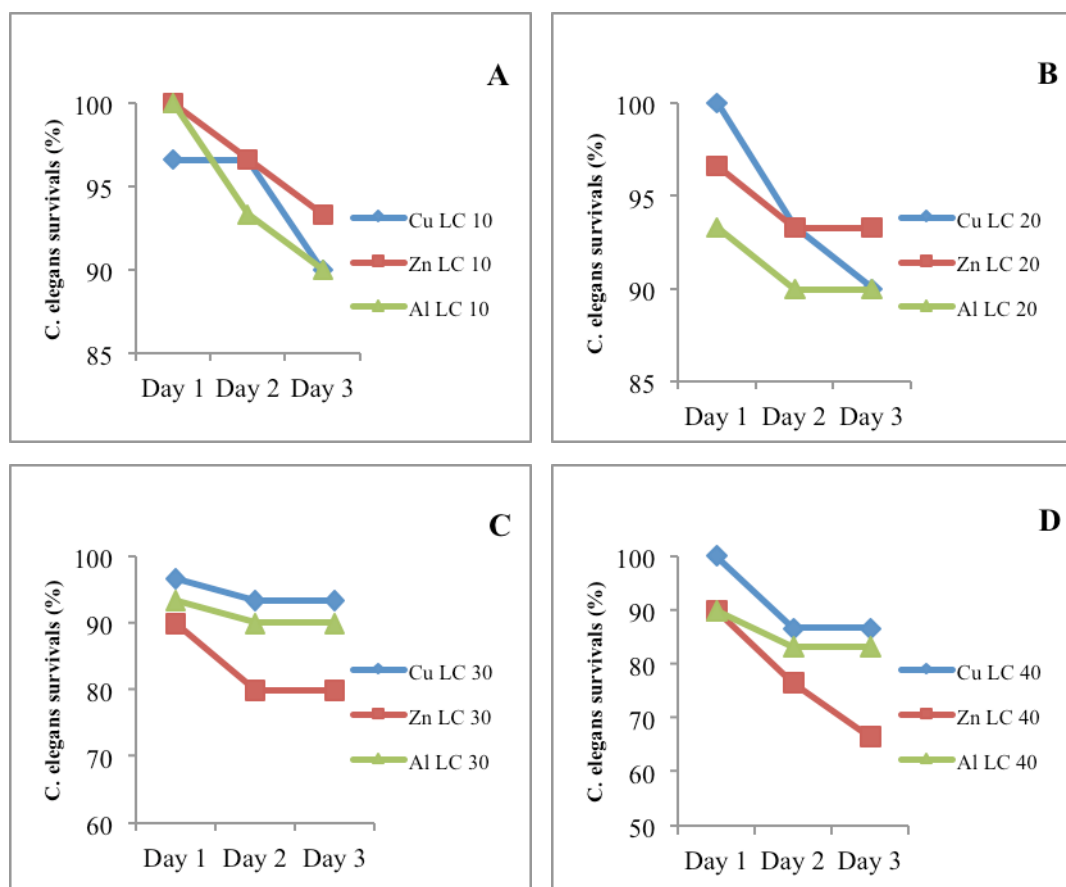 A
C. elegans survivals (%)
100
95
90
85
Day 1 Day 2 Day 3
Cu LC 10
Zn LC 10
Al LC 10
B
C. elegans survivals (%)
100
95
90
85
Day 1 Day 2 Day 3
Cu LC 20
Zn LC 20
Al LC 20
C
C. elegans survivals (%)
100
90
80
70
60
Day 1 Day 2 Day 3
Cu LC 30
Zn LC 30
Al LC 30
D
C. elegans survivals (%)
100
90
80
70
60
50
Day 1 Day 2 Day 3
Cu LC 40
Zn LC 40
Al LC 40